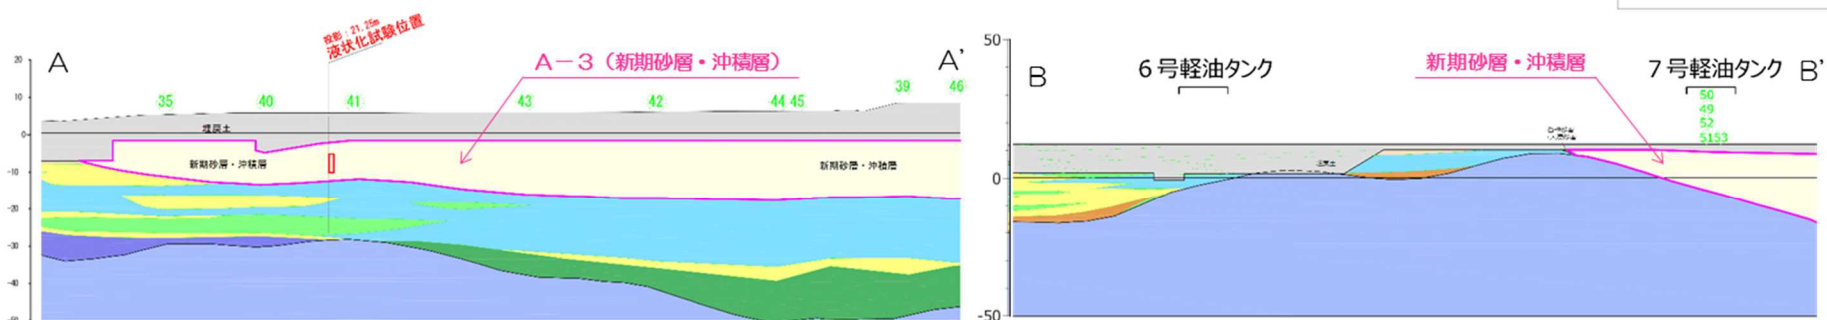 投影：21.25m
液状化試験位置
A
A'
A－3（新期砂層・沖積層）
35
40
41
43
42
44 45
39
46
埋戻土
新期砂層・沖積層
新期砂層・沖積層
20
10
0
-10
-20
-30
-40
50
0
-50
B
B'
6号軽油タンク
新期砂層・沖積層
7号軽油タンク
50
49
52
5153